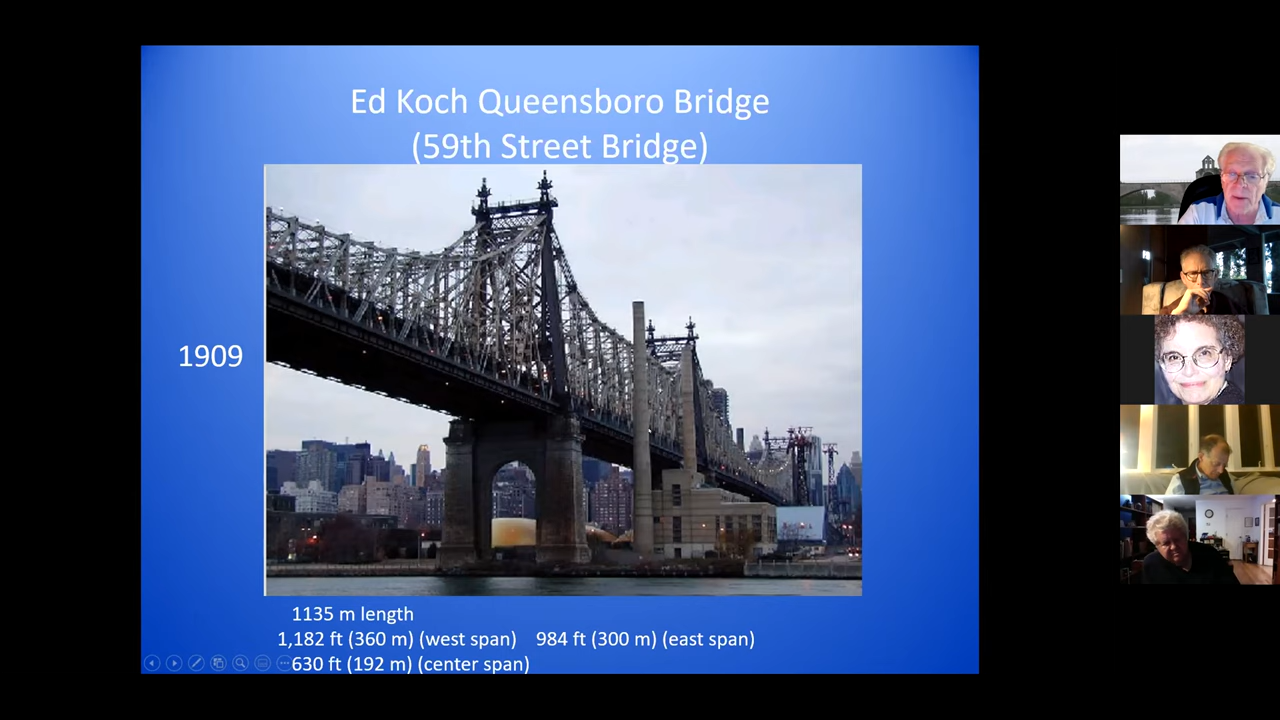 Ed Koch Queensboro Bridge
(59th Street Bridge)
1909
1135 m length
1,182 ft (360 m) (west span) 984 ft (300 m) (east span)
630 ft (192 m) (center span)